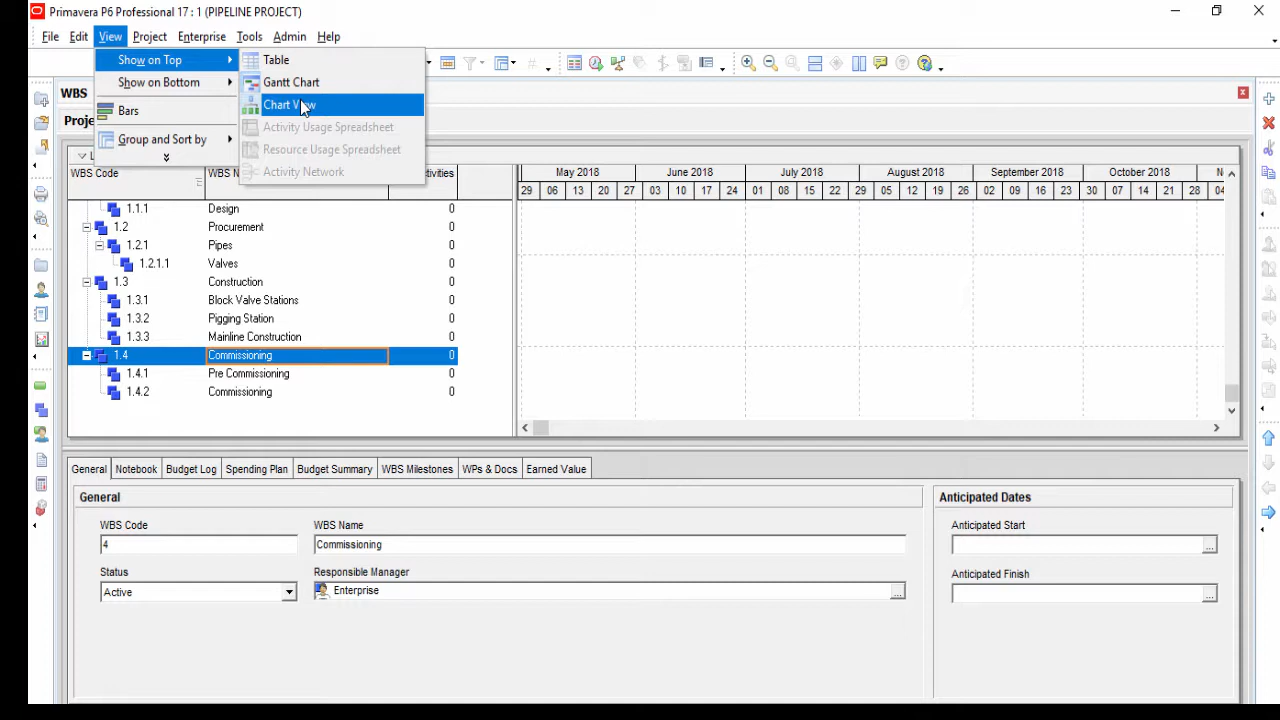 Primavera P6 Professional 17 : 1 (PIPELINE PROJECT)
File Edit View Project Enterprise Tools Admin Help
Show on Top
Show on Bottom
Bars
Group and Sort by
Table
Gantt Chart
Chart View
Activity Usage Spreadsheet
Resource Usage Spreadsheet
Activity Network
WBS
Proje
WBS Code
May 2018 June 2018 July 2018 August 2018 September 2018 October 2018 N
29 06 13 20 27 03 10 17 24 01 08 15 22 29 05 12 19 26 02 09 16 23 30 07 14 21 28 04
1.1.1 Design 0
1.2 Procurement 0
1.2.1 Pipes 0
1.2.1.1 Valves 0
1.3 Construction 0
1.3.1 Block Valve Stations 0
1.3.2 Pigging Station 0
1.3.3 Mainline Construction 0
1.4 Commissioning 0
1.4.1 Pre Commissioning 0
1.4.2 Commissioning 0
General Notebook Budget Log Spending Plan Budget Summary WBS Milestones WPs & Docs Earned Value
General
WBS Code WBS Name
4 Commissioning
Status Responsible Manager
Active Enterprise
Anticipated Dates
Anticipated Start
...
Anticipated Finish
...